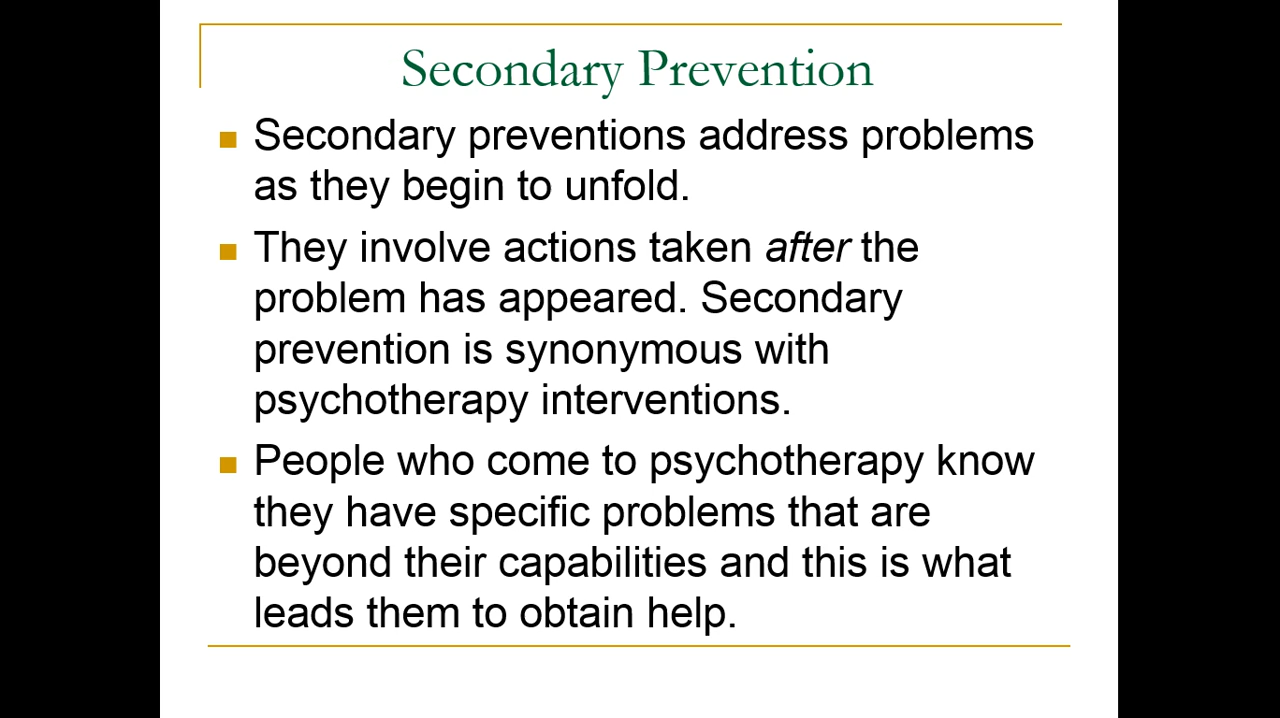 Secondary Prevention
Secondary preventions address problems
as they begin to unfold.
They involve actions taken after the
problem has appeared. Secondary
prevention is synonymous with
psychotherapy interventions.
People who come to psychotherapy know
they have specific problems that are
beyond their capabilities and this is what
leads them to obtain help.